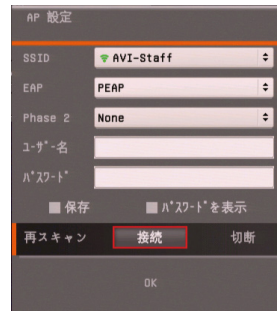 AP 設定
SSID AVI-Staff
EAP PEAP
Phase 2 None
ユーザー名
パスワード
保存 パスワードを表示
再スキャン 接続 切断
OK